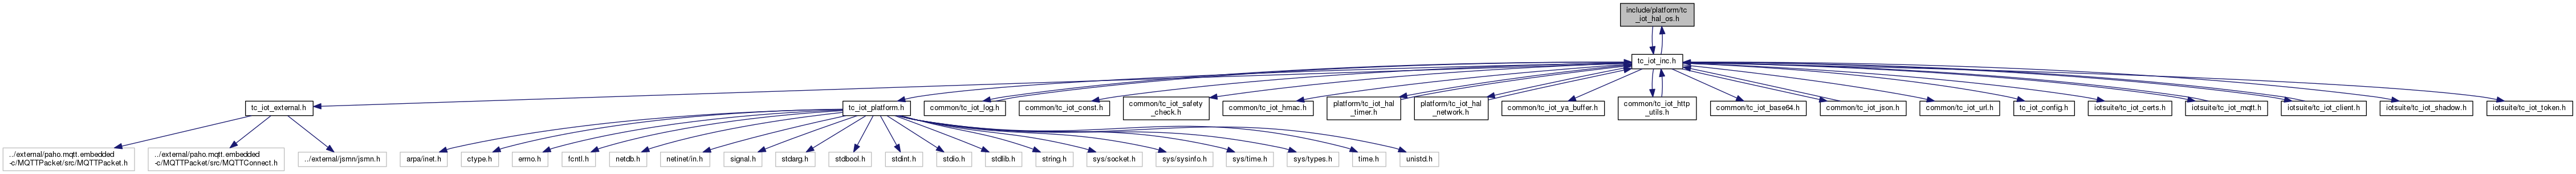 include/platform/tc
_iot_hal_os.h
tc_iot_inc.h
tc_iot_external.h
tc_iot_platform.h
common/tc_iot_log.h
common/tc_iot_const.h
common/tc_iot_safety
_check.h
common/tc_iot_hmac.h
platform/tc_iot_hal
_timer.h
platform/tc_iot_hal
_network.h
common/tc_iot_ya_buffer.h
common/tc_iot_http
_utils.h
common/tc_iot_base64.h
common/tc_iot_json.h
common/tc_iot_url.h
tc_iot_config.h
iotsuite/tc_iot_certs.h
iotsuite/tc_iot_mqtt.h
iotsuite/tc_iot_client.h
iotsuite/tc_iot_shadow.h
iotsuite/tc_iot_token.h
../external/paho.mqtt.embedded
-c/MQTTPacket/src/MQTTPacket.h
../external/paho.mqtt.embedded
-c/MQTTPacket/src/MQTTConnect.h
../external/jsmn/jsmn.h
arpa/inet.h
ctype.h
errno.h
fcntl.h
netdb.h
netinet/in.h
signal.h
stdarg.h
stdbool.h
stdint.h
stdio.h
stdlib.h
string.h
sys/socket.h
sys/sysinfo.h
sys/time.h
sys/types.h
time.h
unistd.h